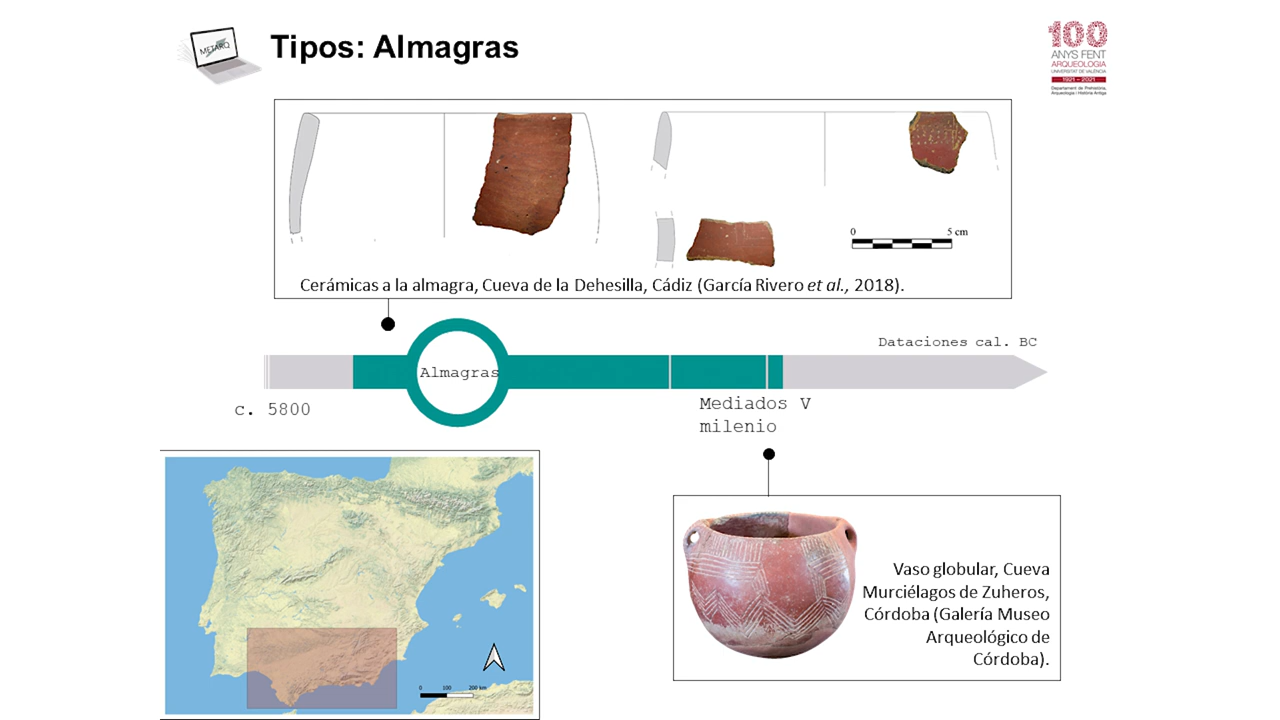 METARQ
Tipos: Almagras
100
ANYS FENT
ARQUEOLOGIA
UNIVERSITAT DE VALÈNCIA
1921 – 2021
Departament de Prehistòria,
Arqueologia i Història Antiga
0 5 cm
Cerámicas a la almagra, Cueva de la Dehesilla, Cádiz (García Rivero et al., 2018).
Dataciones cal. BC
Almagras
c. 5800
Mediados V
milenio
0 100 200 km
Vaso globular, Cueva
Murciélagos de Zuheros,
Córdoba (Galería Museo
Arqueológico de
Córdoba).